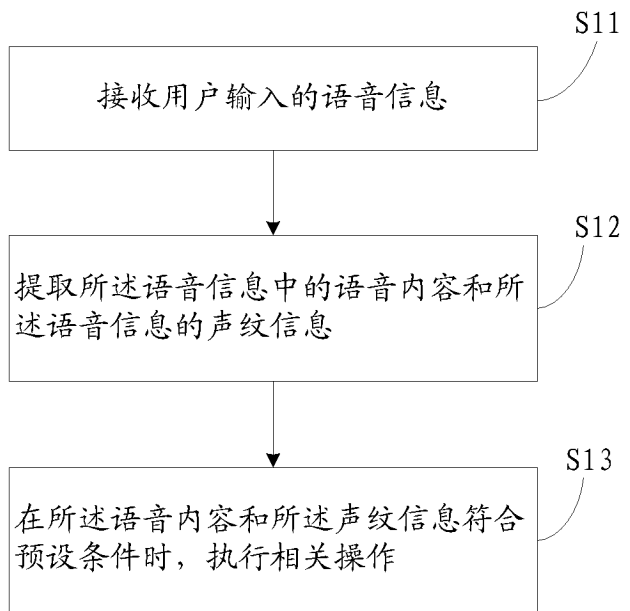 S11
接收用户输入的语音信息
S12
提取所述语音信息中的语音内容和所
述语音信息的声纹信息
S13
在所述语音内容和所述声纹信息符合
预设条件时，执行相关操作